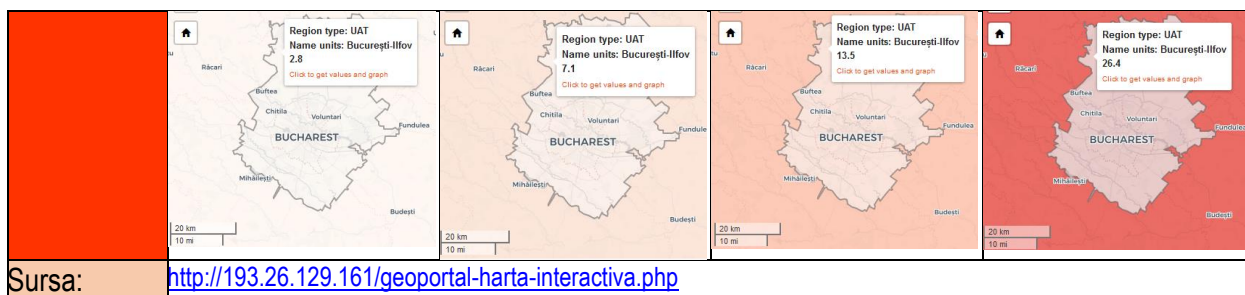 Region type: UAT
Name units: București-Ilfov
2.8
Click to get values and graph
Răcari
Buftea
Chitila
Voluntari
BUCHAREST
Fundulea
Mihăilești
Budești
20 km
10 mi
Region type: UAT
Name units: București-Ilfov
7.1
Click to get values and graph
Răcari
Buftea
Chitila
Voluntari
BUCHAREST
Fundule
Mihăilești
Budești
20 km
10 mi
Region type: UAT
Name units: București-Ilfov
13.5
Click to get values and graph
Răcari
Buftea
Chitila
Voluntari
BUCHAREST
Fundule
Mihăilești
Budești
20 km
10 mi
Region type: UAT
Name units: București-Ilfov
26.4
Click to get values and graph
Răcari
Buftea
Chitila
Voluntari
BUCHAREST
Fundulea
Mihăilești
Budești
20 km
10 mi
Sursa: http://193.26.129.161/geoportal-harta-interactiva.php